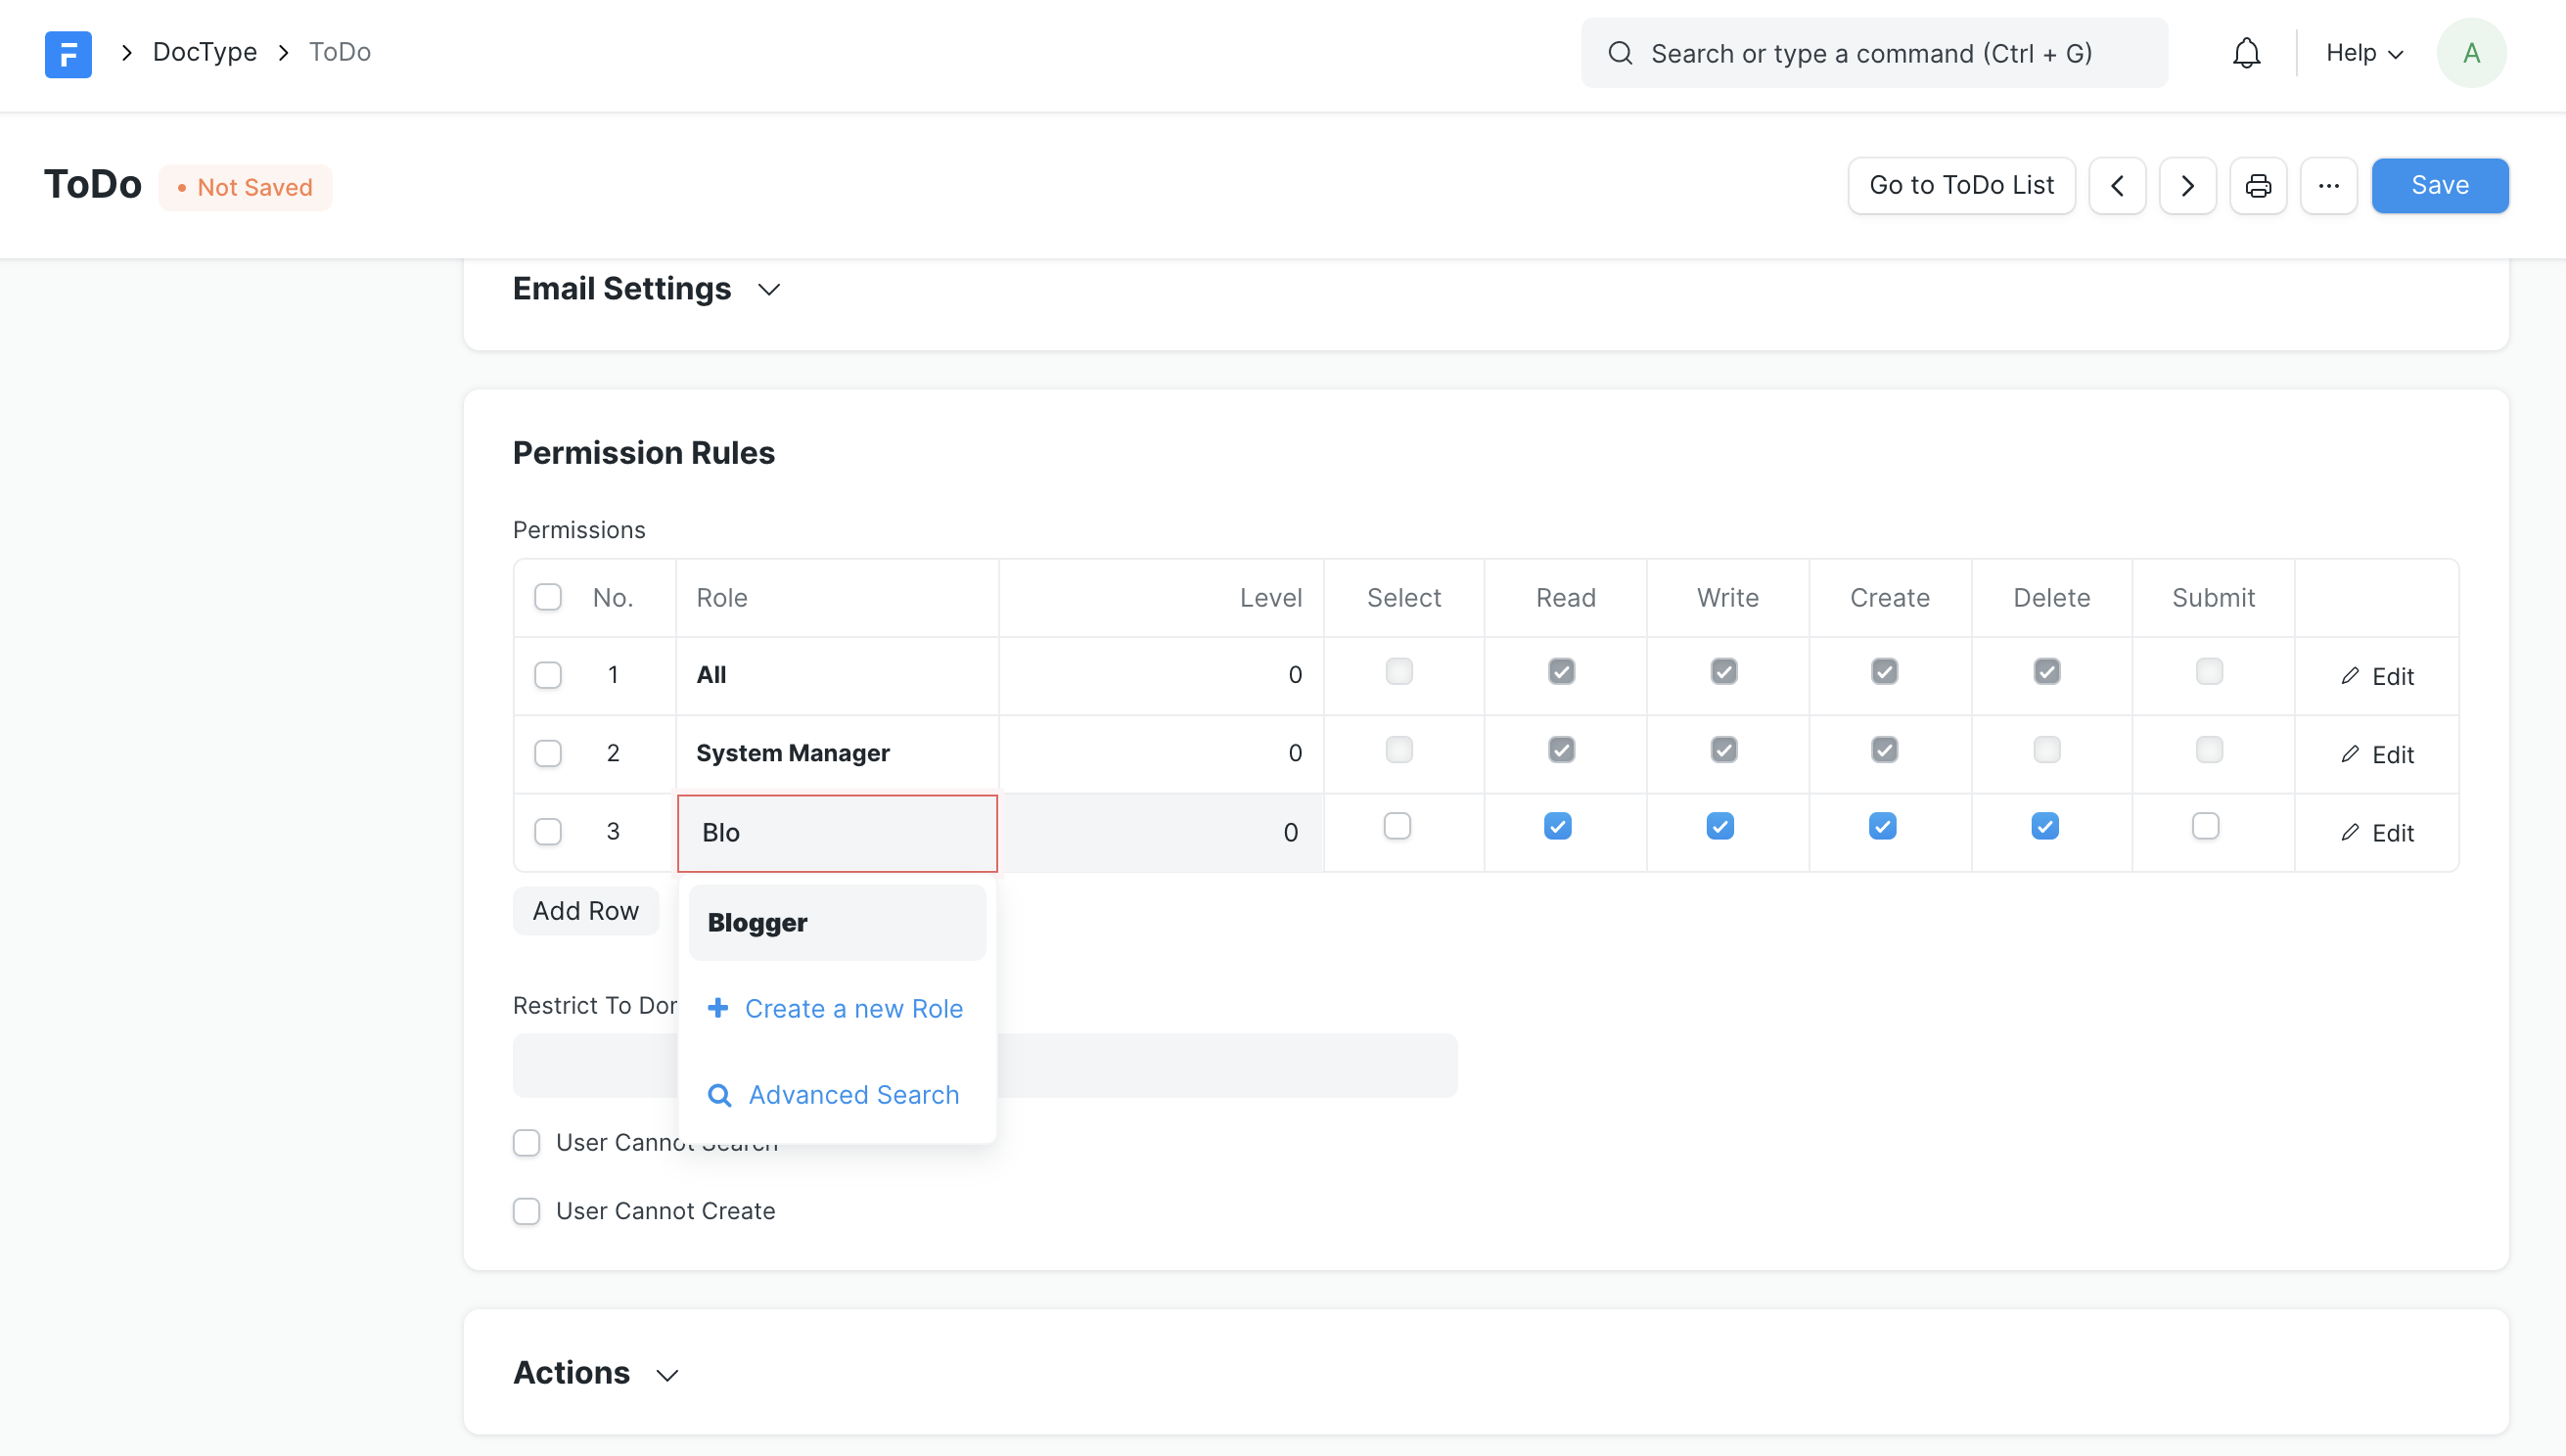 DocType
ToDo
Search or type a command (Ctrl + G)
Help
A
ToDo
Not Saved
Go to ToDo List
Save
Email Settings
Permission Rules
Permissions
No. Role Level Select Read Write Create Delete Submit
1 All 0 Edit
2 System Manager 0 Edit
3 Blo 0 Edit
Add Row
Blogger
Create a new Role
Advanced Search
Restrict To
User Cannot Search
User Cannot Create
Actions